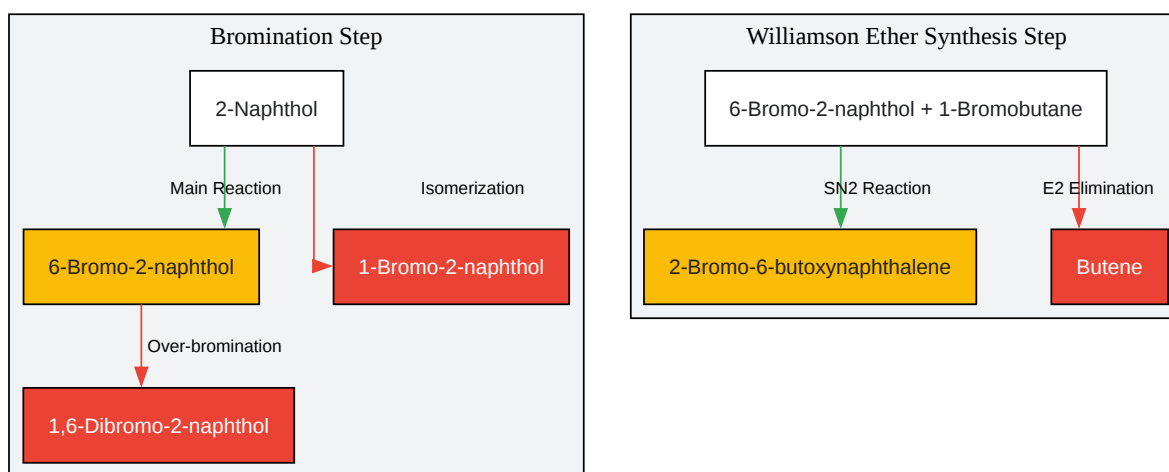 Bromination Step
2-Naphthol
Main Reaction
Isomerization
6-Bromo-2-naphthol
1-Bromo-2-naphthol
Over-bromination
1,6-Dibromo-2-naphthol
Williamson Ether Synthesis Step
6-Bromo-2-naphthol + 1-Bromobutane
SN2 Reaction
E2 Elimination
2-Bromo-6-butoxynaphthalene
Butene